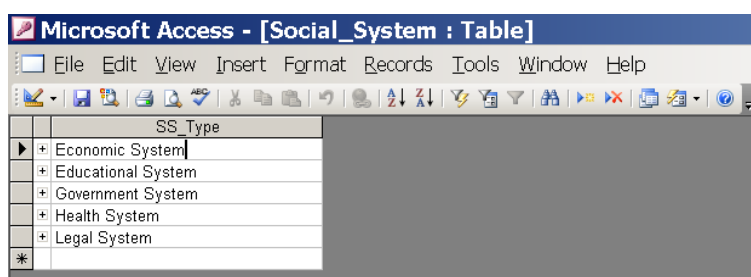 Microsoft Access - [Social_System : Table]
File Edit View Insert Format Records Tools Window Help
SS_Type
Economic System
Educational System
Government System
Health System
Legal System